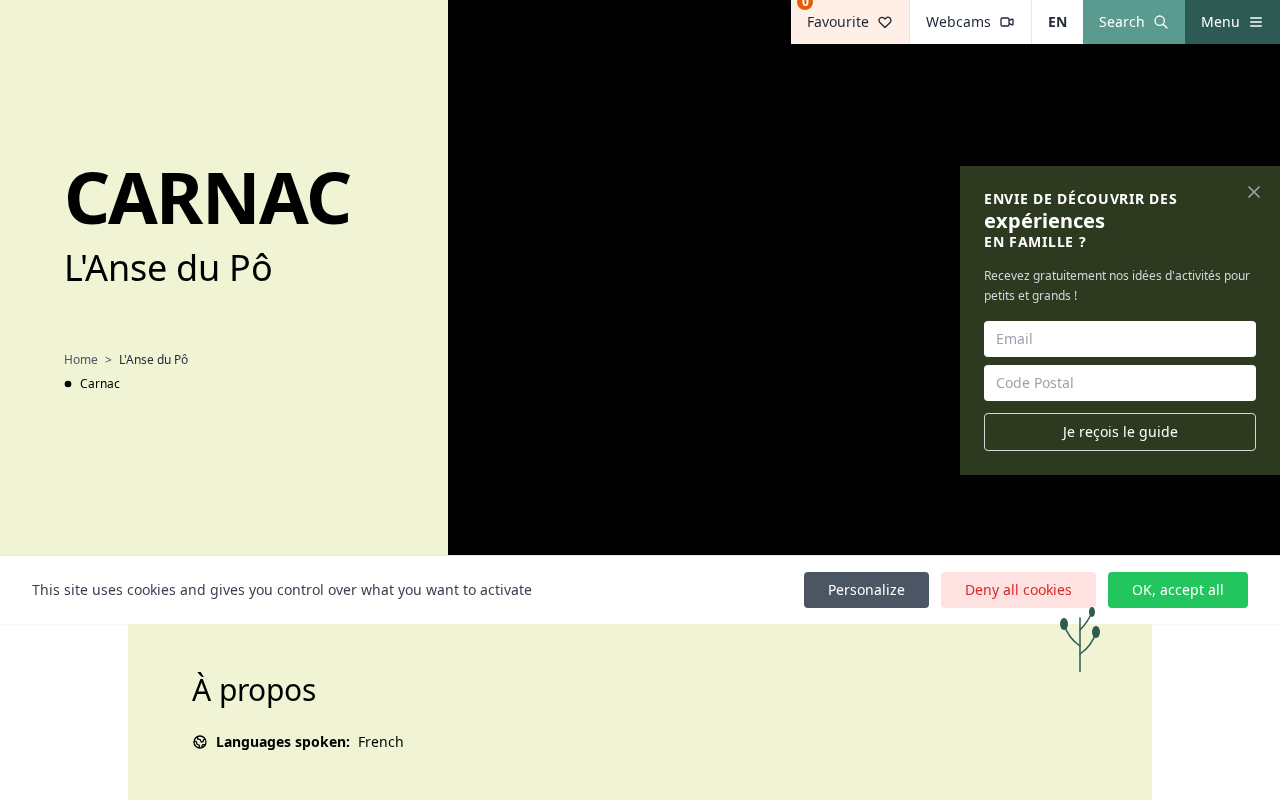 0
Favourite
Webcams
EN
Search
Menu
CARNAC
L'Anse du Pô
Home > L'Anse du Pô
Carnac
ENVIE DE DÉCOUVRIR DES
expériences
EN FAMILLE ?
Recevez gratuitement nos idées d'activités pour
petits et grands !
Email
Code Postal
Je reçois le guide
This site uses cookies and gives you control over what you want to activate
Personalize
Deny all cookies
OK, accept all
À propos
Languages spoken: French